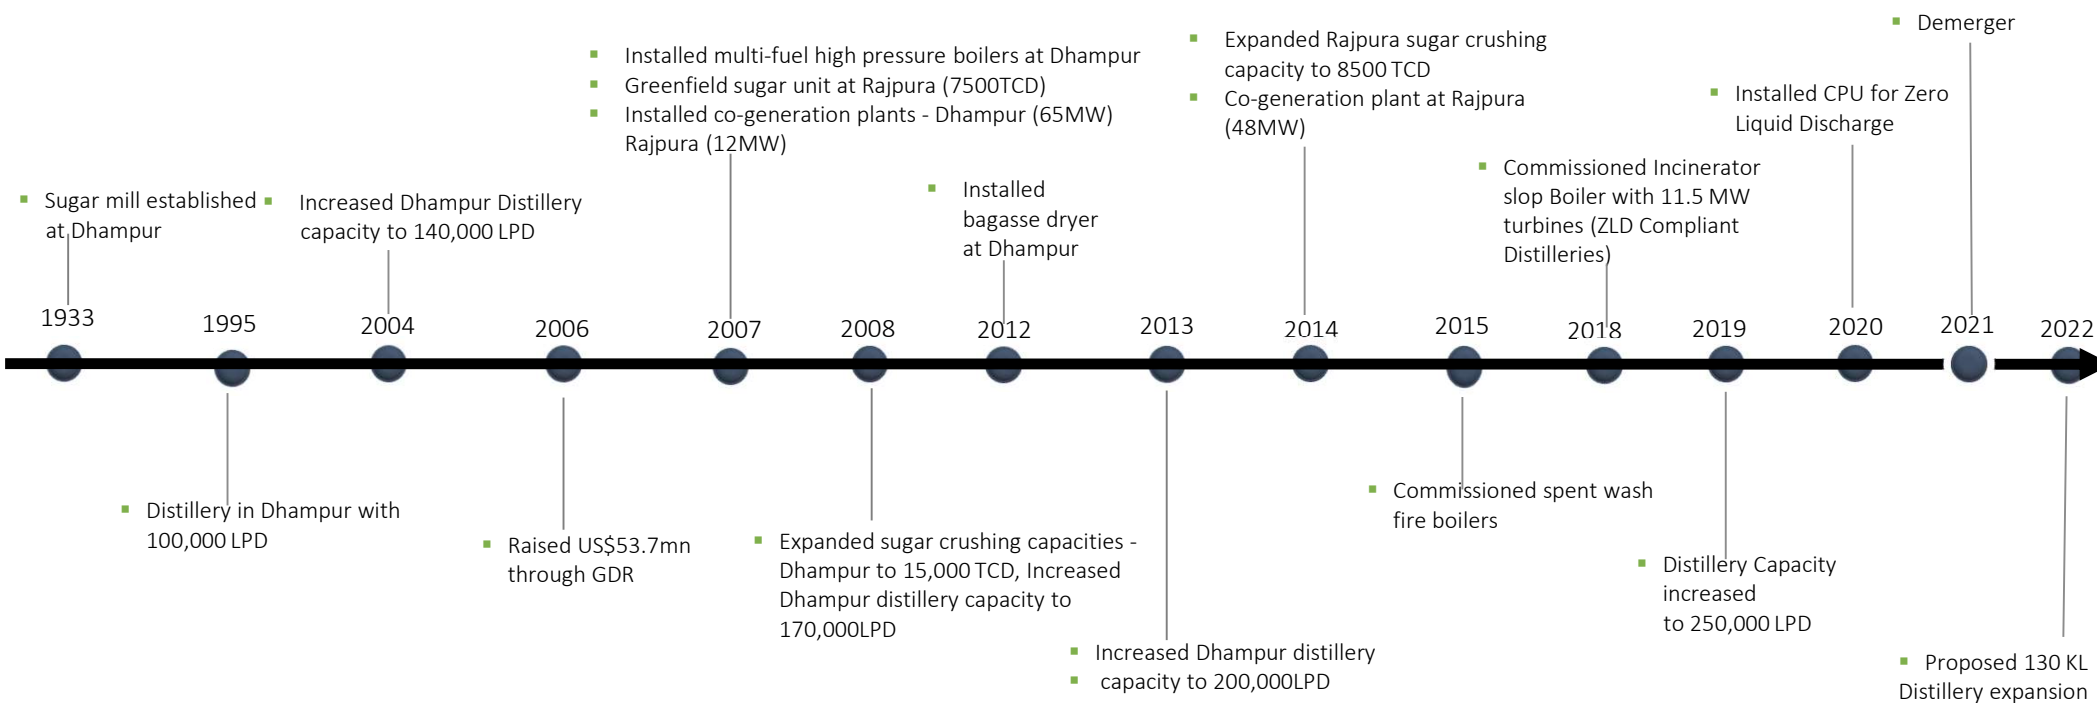 Demerger
Expanded Rajpura sugar crushing
capacity to 8500 TCD
Co-generation plant at Rajpura
(48MW)
Installed multi-fuel high pressure boilers at Dhampur
Greenfield sugar unit at Rajpura (7500TCD)
Installed co-generation plants - Dhampur (65MW)
Rajpura (12MW)
Installed CPU for Zero
Liquid Discharge
Commissioned Incinerator
slop Boiler with 11.5 MW
turbines (ZLD Compliant
Distilleries)
Sugar mill established
at Dhampur
Increased Dhampur Distillery
capacity to 140,000 LPD
Installed
bagasse dryer
at Dhampur
1933
1995
2004
2006
2007
2008
2012
2013
2014
2015
2018
2019
2020
2021
2022
Distillery in Dhampur with
100,000 LPD
Raised US$53.7mn
through GDR
Expanded sugar crushing capacities -
Dhampur to 15,000 TCD, Increased
Dhampur distillery capacity to
170,000LPD
Increased Dhampur distillery
capacity to 200,000LPD
Commissioned spent wash
fire boilers
Distillery Capacity
increased
to 250,000 LPD
Proposed 130 KL
Distillery expansion